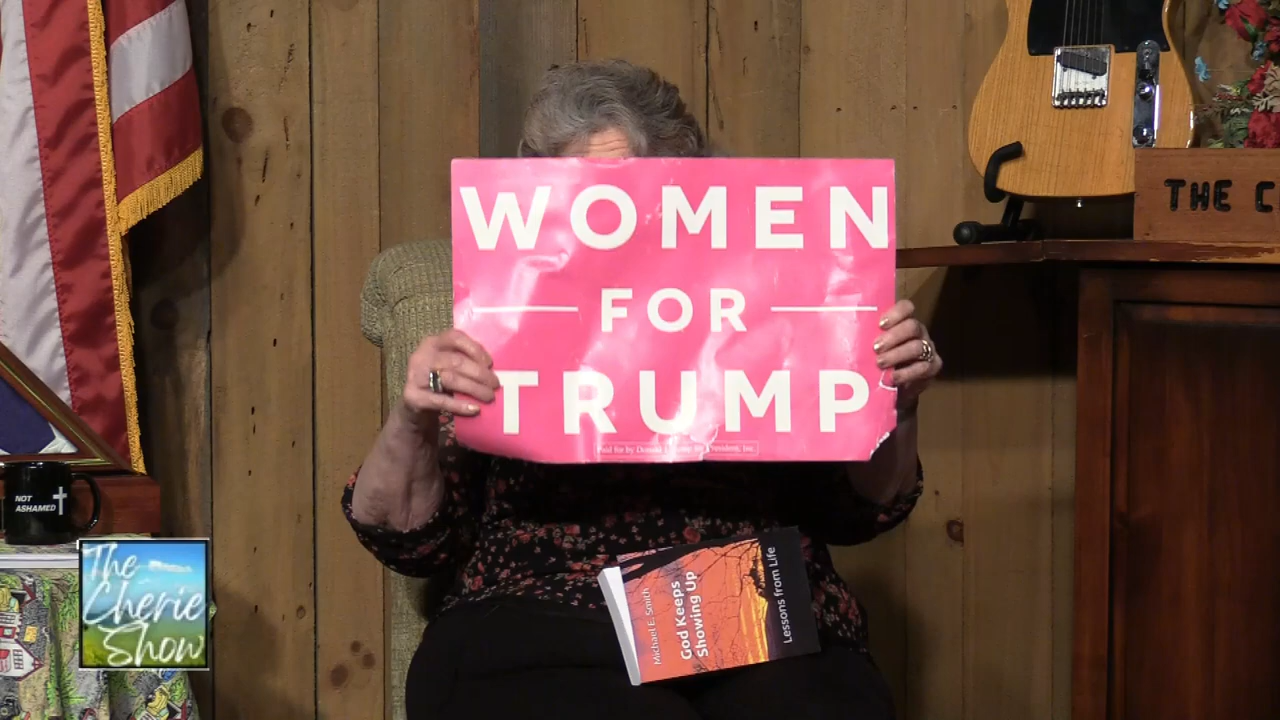 WOMEN
FOR
TRUMP
THE C
NOT
ASHAMED
The
Cherie
Show
Michael E. Smith
God Keeps
Showing Up
Lessons from Life